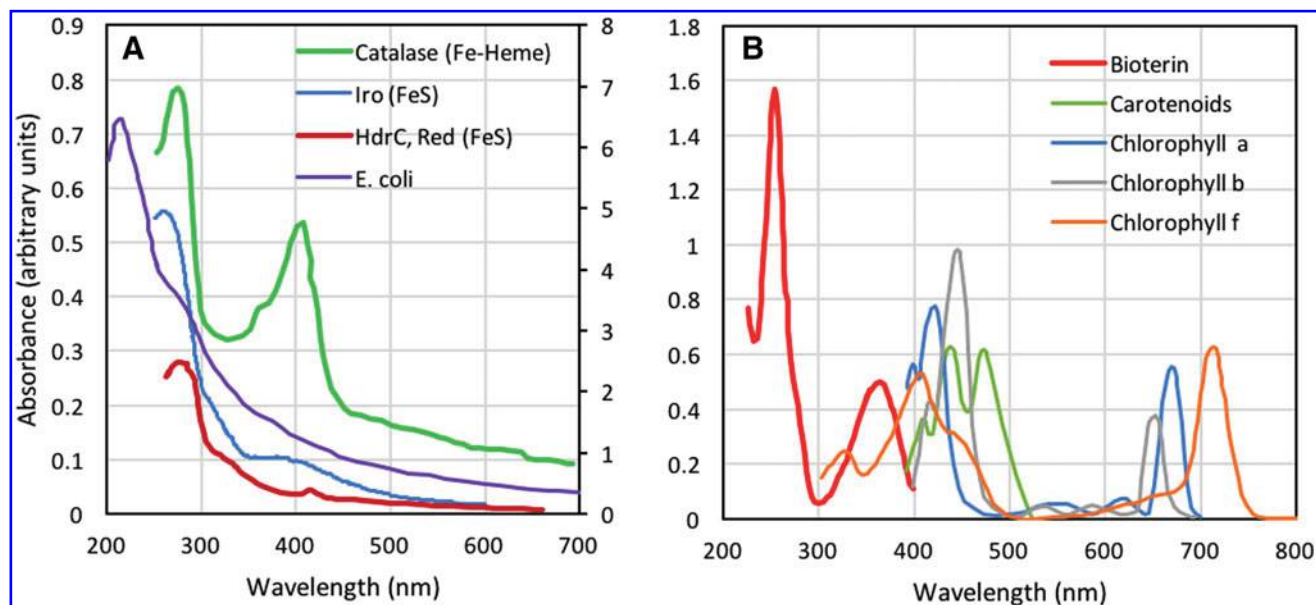 A
Absorbance (arbitrary units)
0.9
0.8
0.7
0.6
0.5
0.4
0.3
0.2
0.1
0
8
7
6
5
4
3
2
1
0
Catalase (Fe-Heme)
Iro (FeS)
HdrC, Red (FeS)
E. coli
200 300 400 500 600 700
Wavelength (nm)
B
1.8
1.6
1.4
1.2
1
0.8
0.6
0.4
0.2
0
Bioterin
Carotenoids
Chlorophyll a
Chlorophyll b
Chlorophyll f
200 300 400 500 600 700 800
Wavelength (nm)